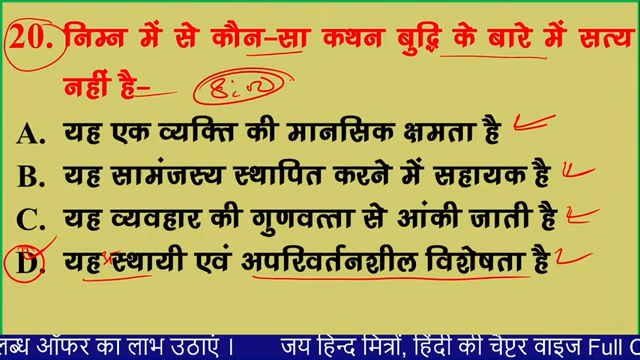 20. निम्न में से कौन-सा कथन बुद्धि के बारे में सत्य
नहीं है-
A. यह एक व्यक्ति की मानसिक क्षमता है
B. यह सामंजस्य स्थापित करने में सहायक है
C. यह व्यवहार की गुणवत्ता से आंकी जाती है
D. यह स्थायी एवं अपरिवर्तनशील विशेषता है
लब्ध ऑफर का लाभ उठाएं । जय हिन्द मित्रों, हिंदी की चैप्टर वाइज Full